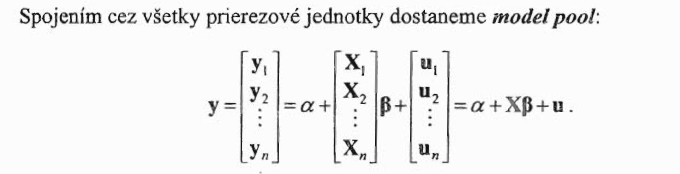 Spojením cez všetky prierezové jednotky dostaneme model pool:
y = [y₁ y₂ ⋮ yₙ] = α + [X₁ X₂ ⋮ Xₙ] β + [u₁ u₂ ⋮ uₙ] = α + Xβ + u .